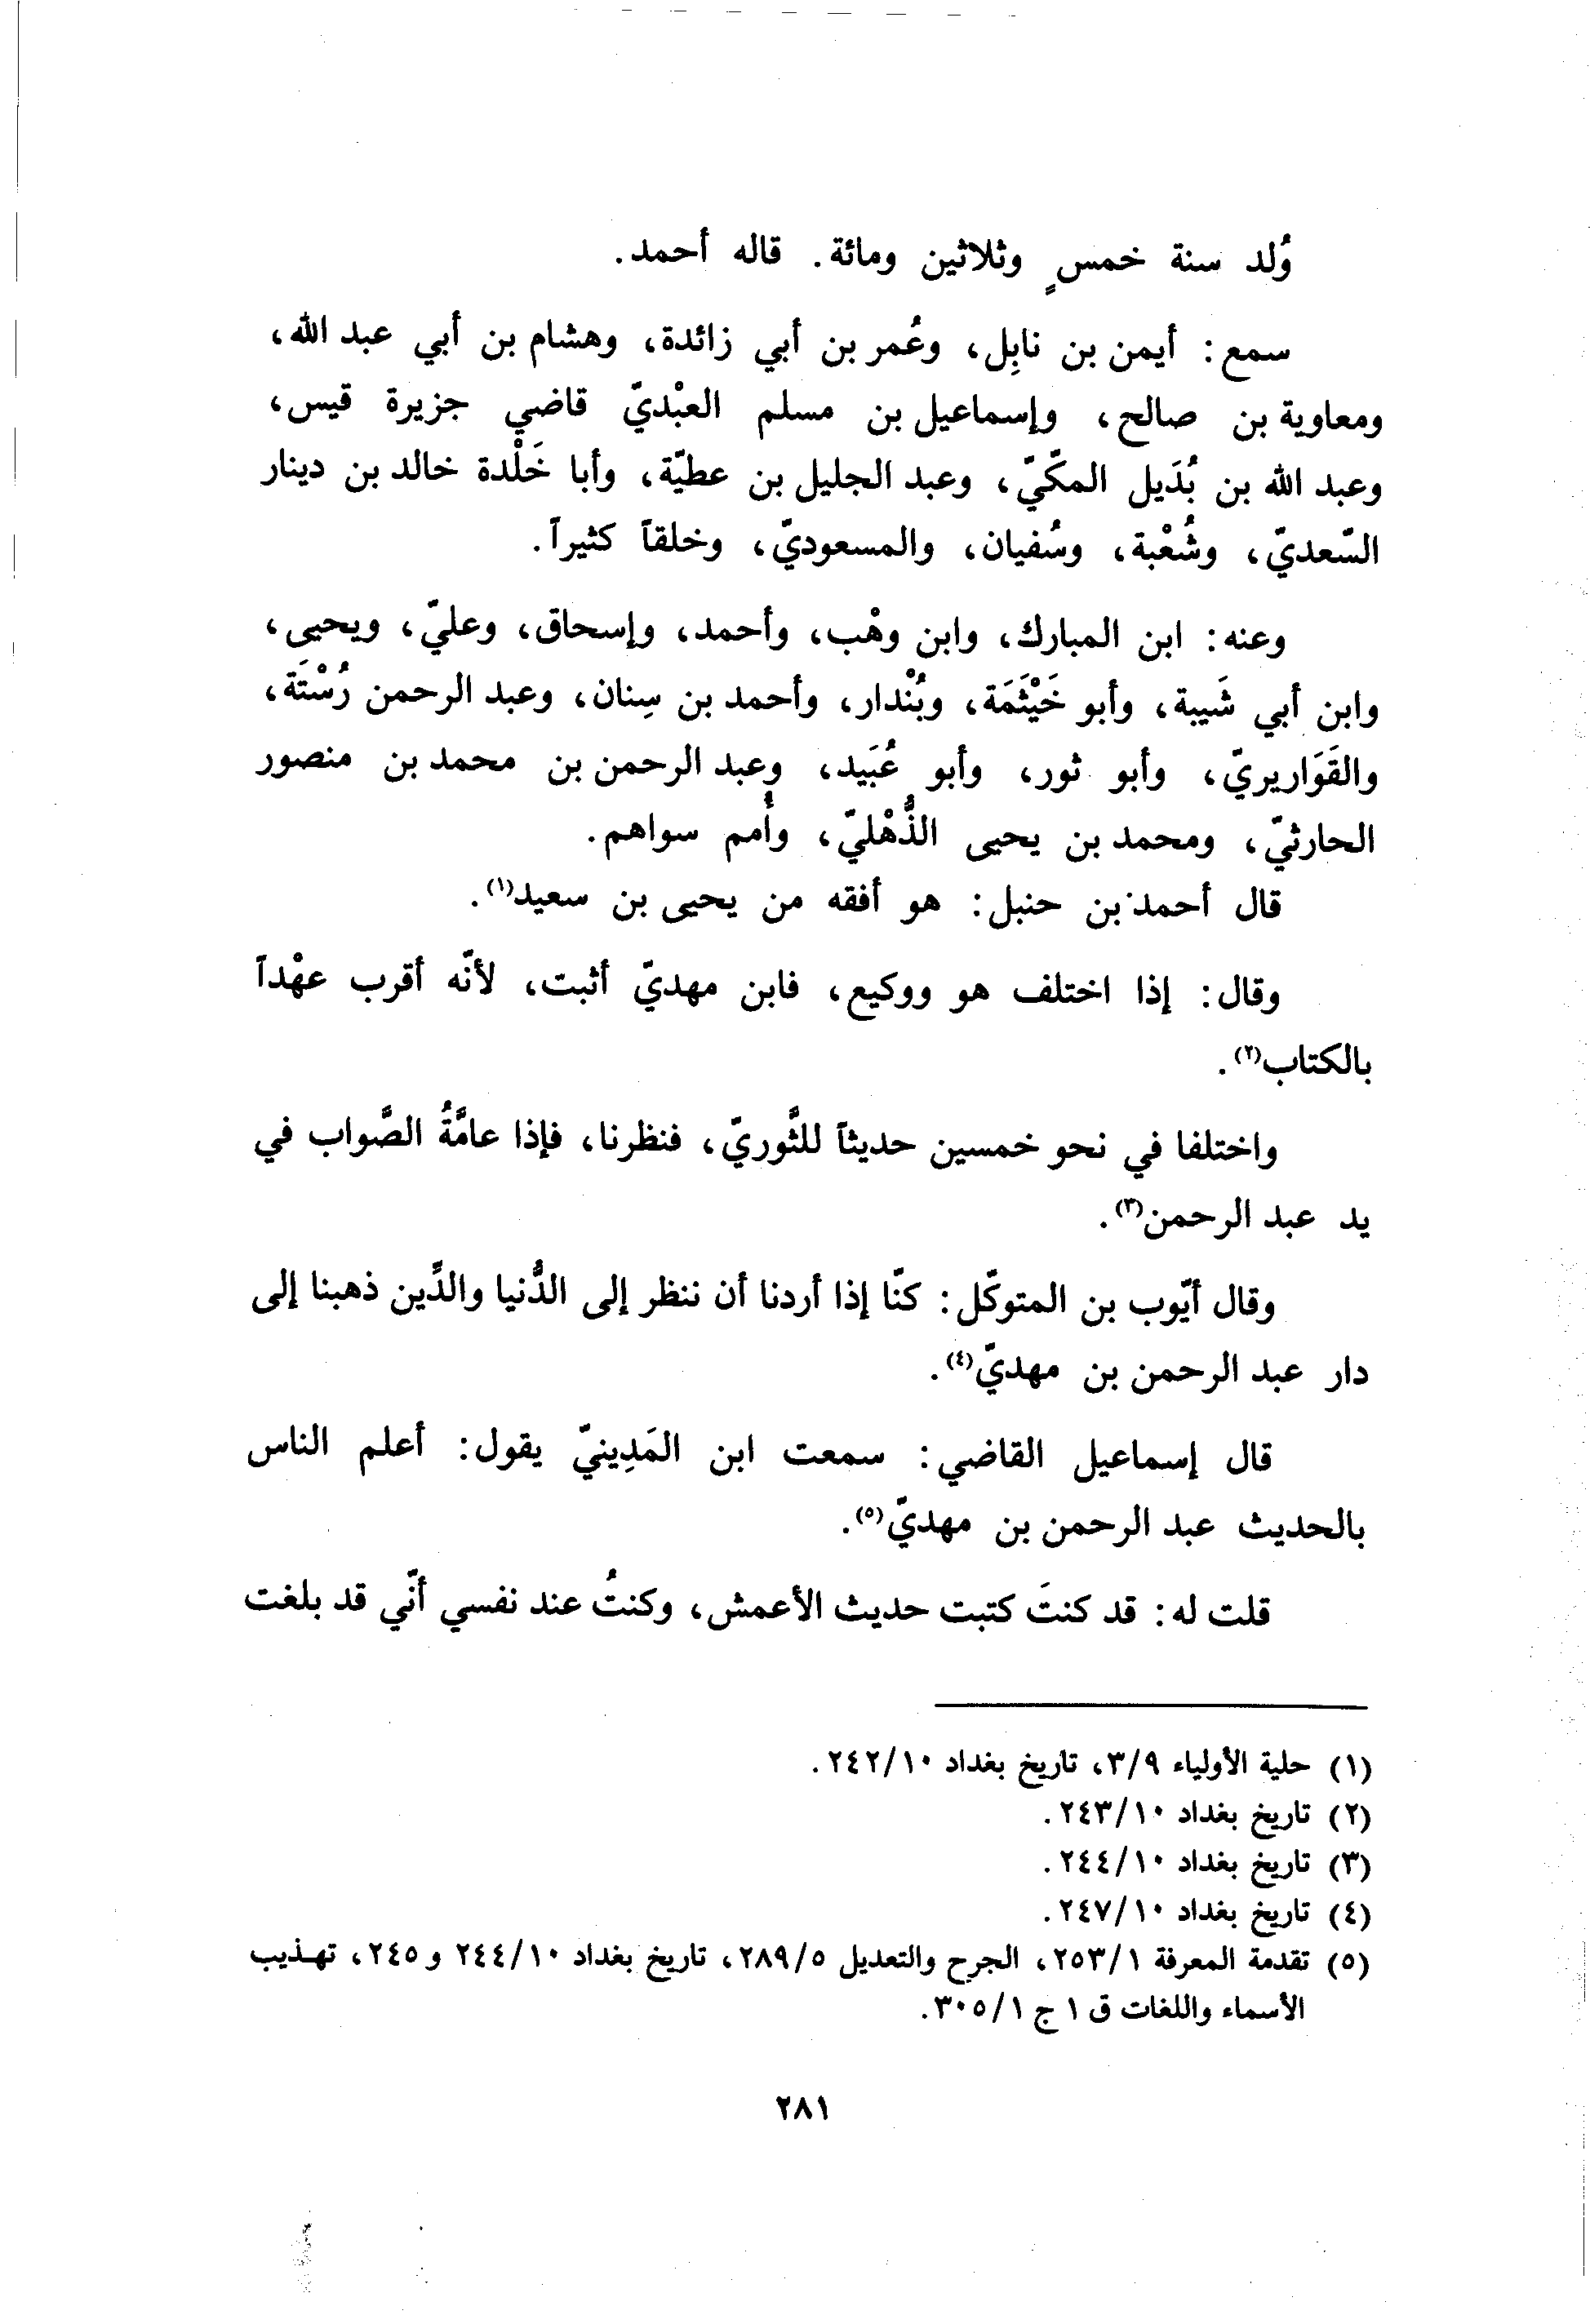 وُلد سنة خمسٍ وثلاثين ومائة. قاله أحمد.
سمع: أيمن بن نابِل، وعُمر بن أبي زائدة، وهشام بن أبي عبد الله،
ومعاوية بن صالح، وإسماعيل بن مسلم العبْديّ قاضي جزيرة قيس،
وعبد الله بن بُدَيل المكّيّ، وعبد الجليل بن عطيّة، وأبا خَلْدة خالد بن دينار
السّعديّ، وشُعْبة، وسُفيان، والمسعوديّ، وخلقاً كثيراً.
وعنه: ابن المبارك، وابن وهْب، وأحمد، وإسحاق، وعليّ، ويحيى،
وابن أبي شَيبة، وأبو خَيْثَمَة، وبُنْدار، وأحمد بن سِنان، وعبد الرحمن رُسْتَة،
والقَوَاريريّ، وأبو ثور، وأبو عُبَيد، وعبد الرحمن بن محمد بن منصور
الحارثيّ، ومحمد بن يحيى الذُّهْليّ، وأُمم سواهم.
قال أحمد بن حنبل: هو أفقه من يحيى بن سعيد(١).
وقال: إذا اختلف هو ووكيع، فابن مهديّ أثبت، لأنّه أقرب عهْداً
بالكتاب(٢).
واختلفا في نحو خمسين حديثاً للثَّوريّ، فنظرنا، فإذا عامَّةُ الصَّواب في
يد عبد الرحمن(٣).
وقال أيّوب بن المتوكّل: كنّا إذا أردنا أن ننظر إلى الدُّنيا والدِّين ذهبنا إلى
دار عبد الرحمن بن مهديّ(٤).
قال إسماعيل القاضي: سمعت ابن المَدِينيّ يقول: أعلم الناس
بالحديث عبد الرحمن بن مهديّ(٥).
قلت له: قد كنتَ كتبت حديث الأعمش، وكنتُ عند نفسي أنّي قد بلغت
(١) حلية الأولياء ٣/٩، تاريخ بغداد ٢٤٢/١٠.
(٢) تاريخ بغداد ٢٤٣/١٠.
(٣) تاريخ بغداد ٢٤٤/١٠.
(٤) تاريخ بغداد ٢٤٧/١٠.
(٥) تقدمة المعرفة ٢٥٣/١، الجرح والتعديل ٢٨٩/٥، تاريخ بغداد ٢٤٤/١٠ و٢٤٥، تهـذيب
الأسماء واللغات ق ١ ج ٣٠٥/١.
٢٨١